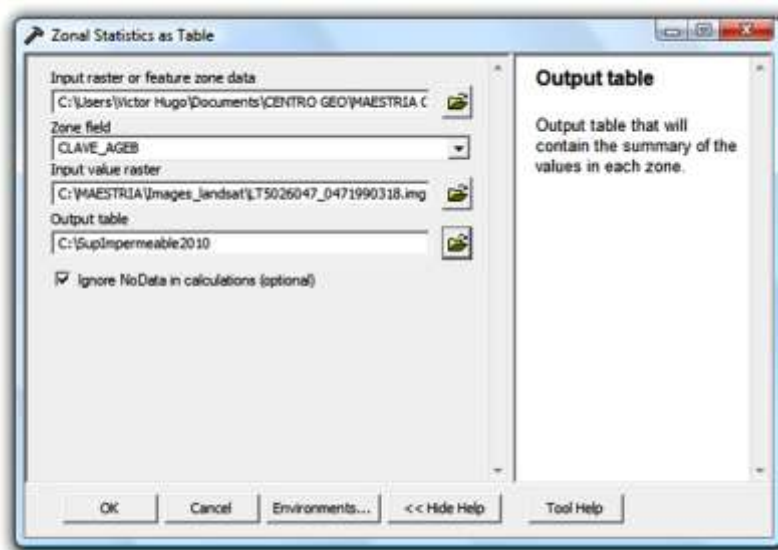 Zonal Statistics as Table
Input raster or feature zone data
C:\Users\Victor Hugo\Documents\CENTRO GEO\MAESTRIA C
Zone field
CLAVE_AGEB
Input value raster
C:\MAESTRIA\Images_landsat\LT5026047_0471990318.img
Output table
C:\SupImpermeable2010
Ignore NoData in calculations (optional)
OK
Cancel
Environments...
<< Hide Help
Output table
Output table that will
contain the summary of the
values in each zone.
Tool Help